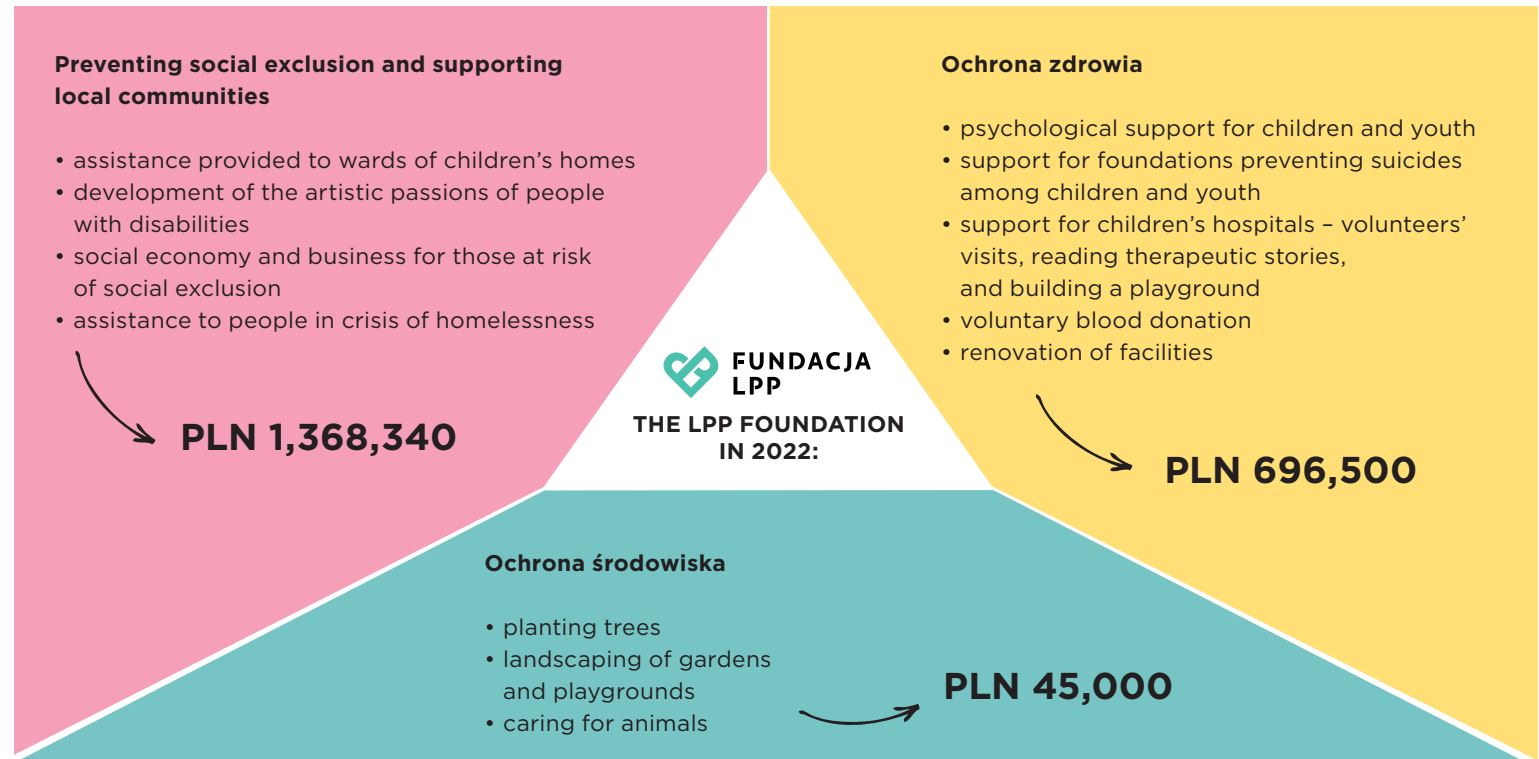 Preventing social exclusion and supporting
local communities
• assistance provided to wards of children’s homes
• development of the artistic passions of people
with disabilities
• social economy and business for those at risk
of social exclusion
• assistance to people in crisis of homelessness
PLN 1,368,340
Ochrona zdrowia
• psychological support for children and youth
• support for foundations preventing suicides
among children and youth
• support for children’s hospitals – volunteers’
visits, reading therapeutic stories,
and building a playground
• voluntary blood donation
• renovation of facilities
PLN 696,500
FUNDACJA
LPP
THE LPP FOUNDATION
IN 2022:
Ochrona środowiska
• planting trees
• landscaping of gardens
and playgrounds
• caring for animals
PLN 45,000